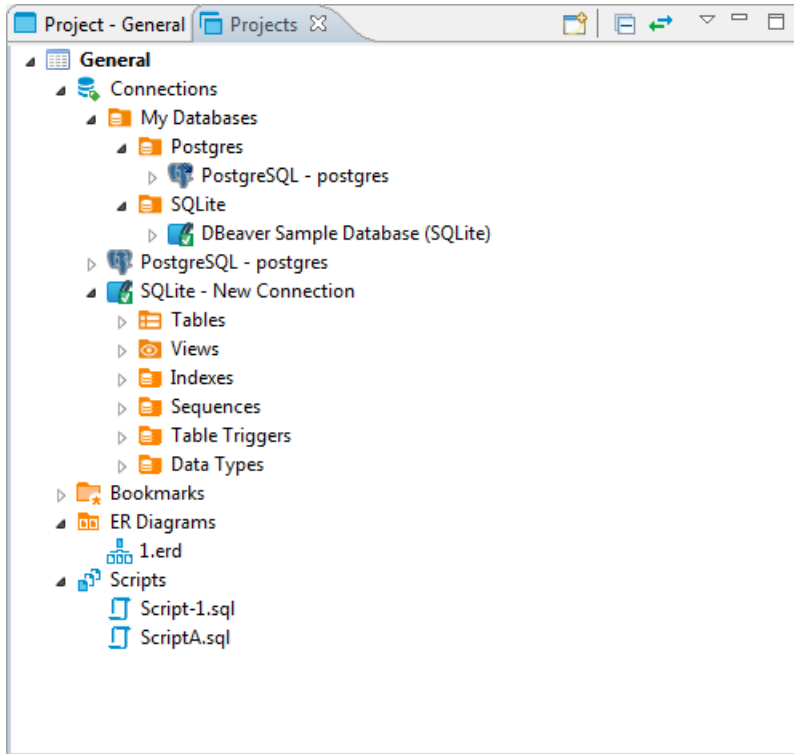 Project - General Projects
General
Connections
My Databases
Postgres
PostgreSQL - postgres
SQLite
DBeaver Sample Database (SQLite)
PostgreSQL - postgres
SQLite - New Connection
Tables
Views
Indexes
Sequences
Table Triggers
Data Types
Bookmarks
ER Diagrams
1.erd
Scripts
Script-1.sql
ScriptA.sql